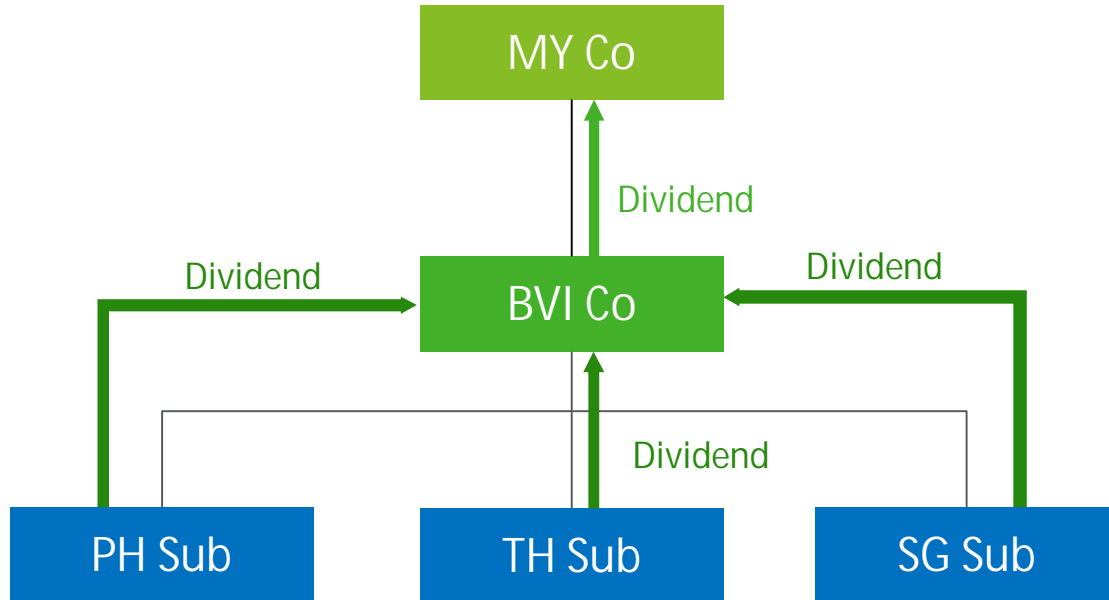 MY Co
Dividend
Dividend
Dividend
BVI Co
Dividend
PH Sub
TH Sub
SG Sub